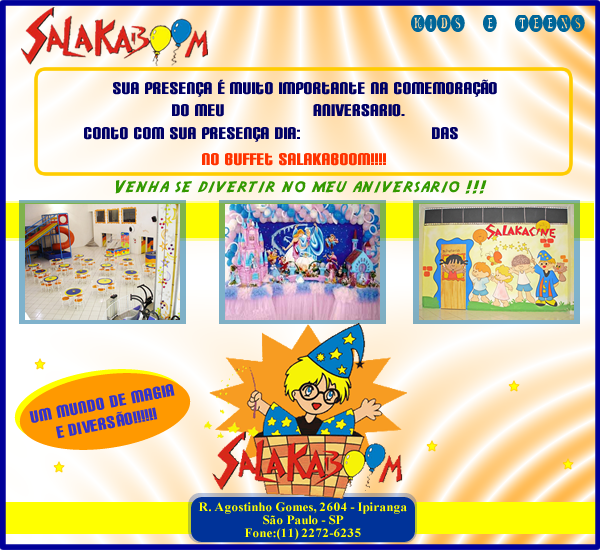 SALAKABOOM
KIDS E TEENS
SUA PRESENÇA É MUITO IMPORTANTE NA COMEMORAÇÃO
DO MEU ANIVERSARIO.
CONTO COM SUA PRESENÇA DIA: DAS
NO BUFFET SALAKABOOM!!!!
VENHA SE DIVERTIR NO MEU ANIVERSARIO !!!
SALAKACINE
UM MUNDO DE MAGIA
E DIVERSÃO!!!!!!
SALAKABOOM
R. Agostinho Gomes, 2604 - Ipiranga
São Paulo - SP
Fone:(11) 2272-6235